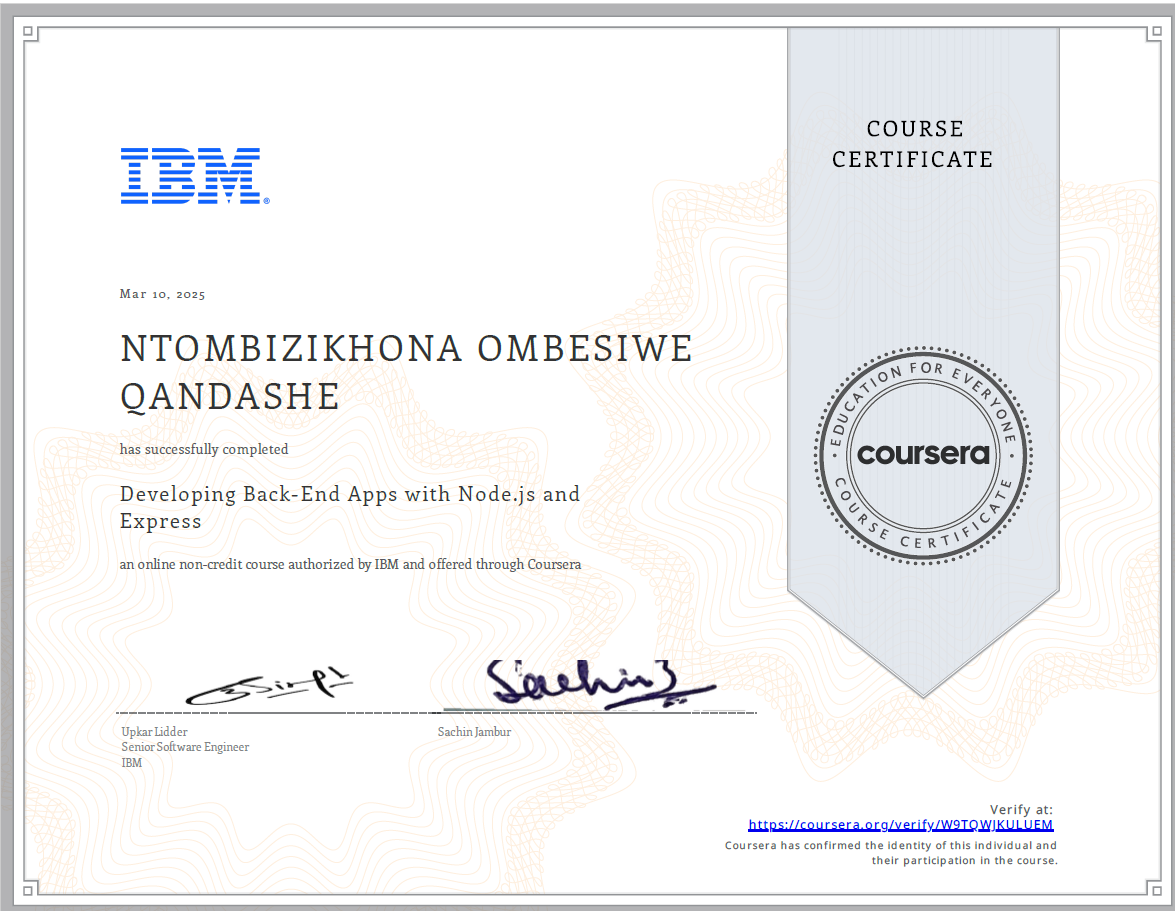 COURSE
CERTIFICATE
IBM®
Mar 10, 2025
NTOMBIZIKHONA OMBESIWE
QANDASHE
has successfully completed
Developing Back-End Apps with Node.js and
Express
an online non-credit course authorized by IBM and offered through Coursera
EDUCATION FOR EVERYONE
coursera
COURSE CERTIFICATE
Sachin J
Upkar Lidder
Senior Software Engineer
IBM
Sachin Jambur
Verify at:
https://coursera.org/verify/W9TQWJKULUEM
Coursera has confirmed the identity of this individual and
their participation in the course.